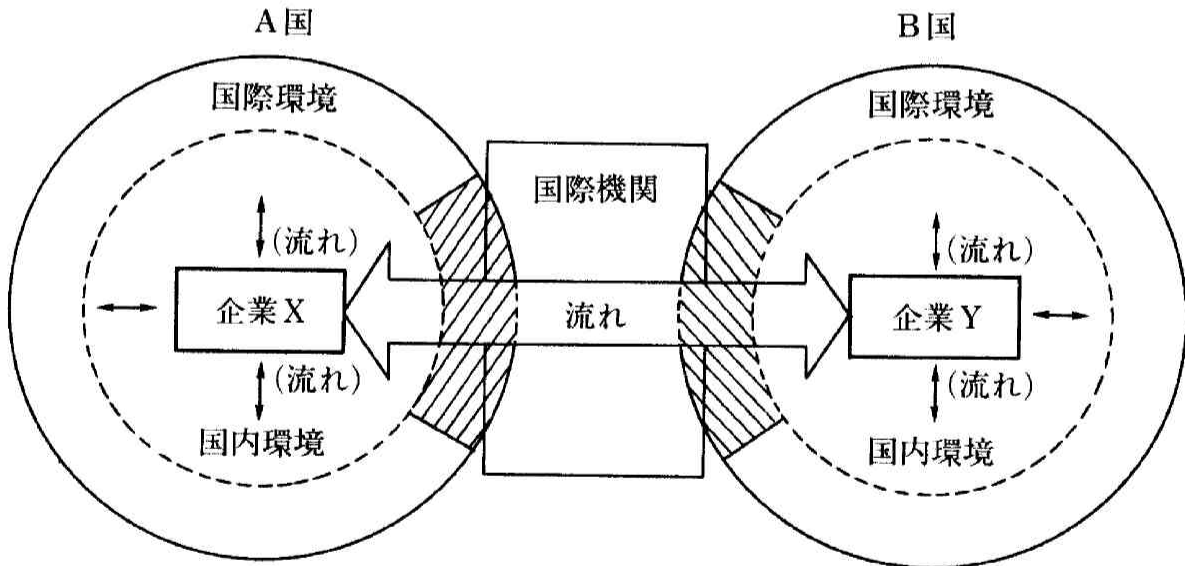 A国
B国
国際環境
国際環境
国際機関
(流れ)
(流れ)
企業X
流れ
企業Y
(流れ)
(流れ)
国内環境
国内環境